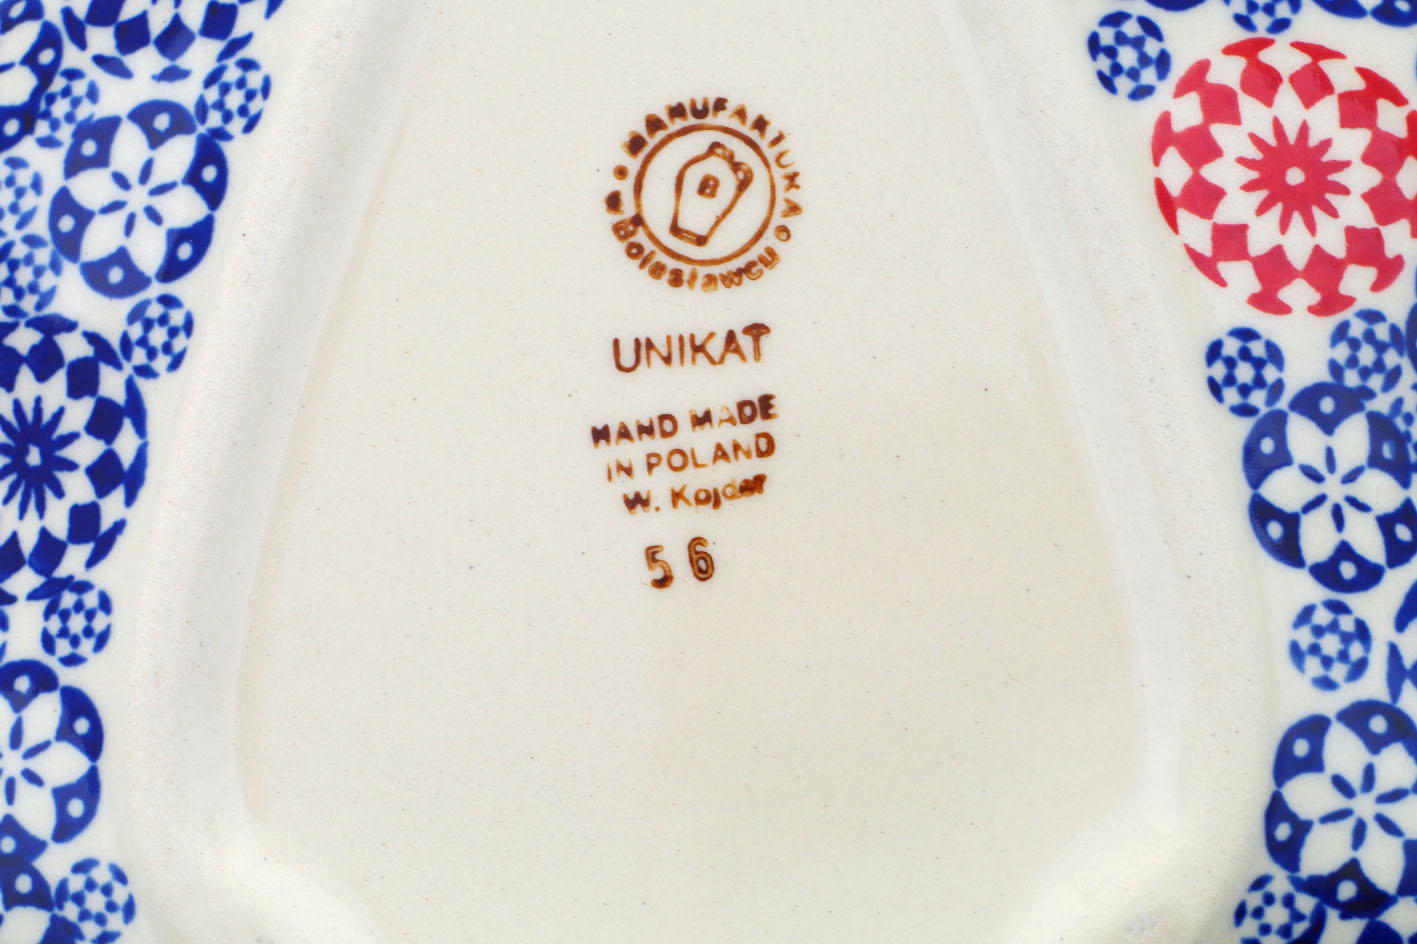 MANUFAKTURA
w Bolesławcu
B
UNIKAT
HAND MADE
IN POLAND
W. Kojder
56